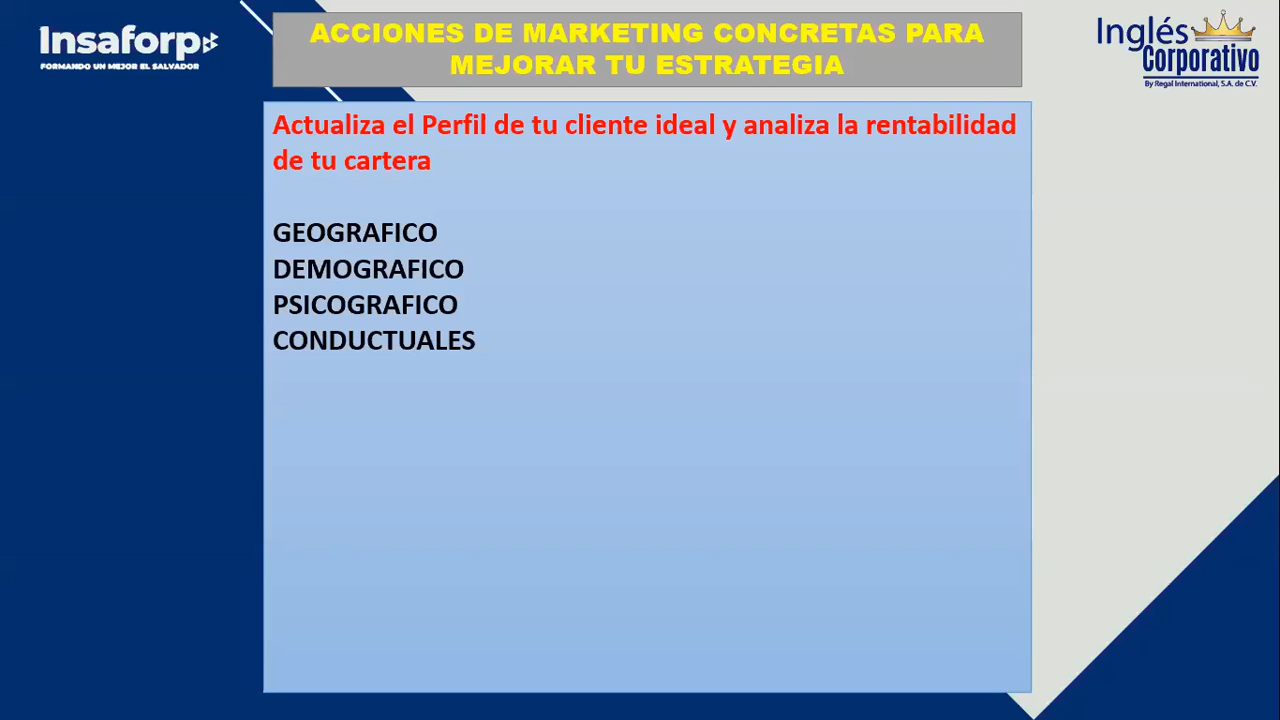 Insaforp
FORMANDO UN MEJOR EL SALVADOR
ACCIONES DE MARKETING CONCRETAS PARA
MEJORAR TU ESTRATEGIA
Inglés
Corporativo
By Regal International, S.A. de C.V.
Actualiza el Perfil de tu cliente ideal y analiza la rentabilidad
de tu cartera
GEOGRAFICO
DEMOGRAFICO
PSICOGRAFICO
CONDUCTUALES